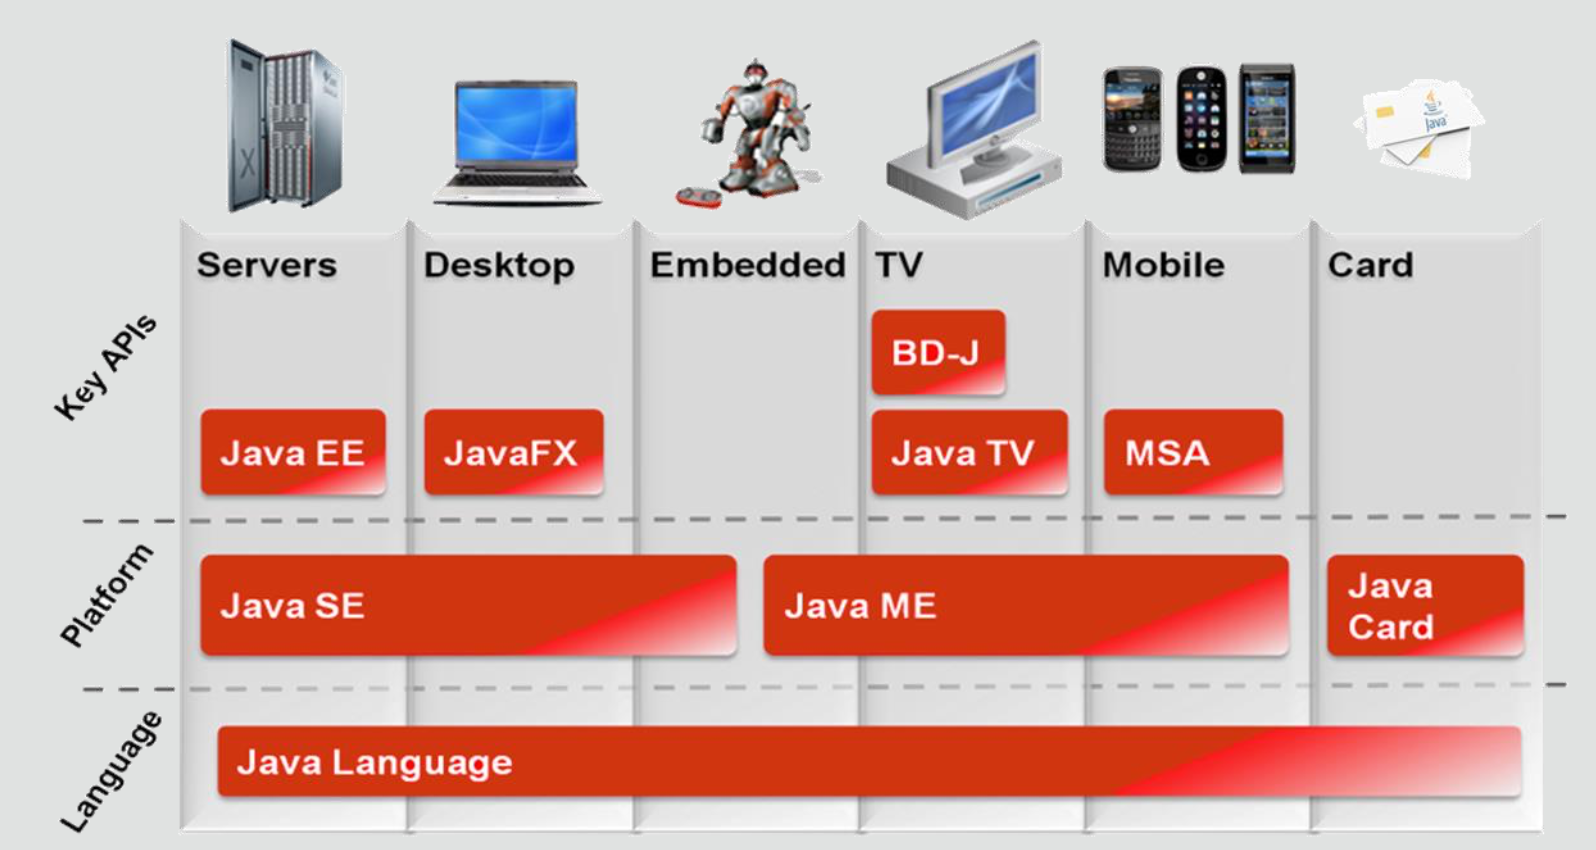 Java
Servers
Desktop
Embedded
TV
Mobile
Card
Key APIs
BD-J
Java EE
JavaFX
Java TV
MSA
Platform
Java SE
Java ME
Java
Card
Language
Java Language